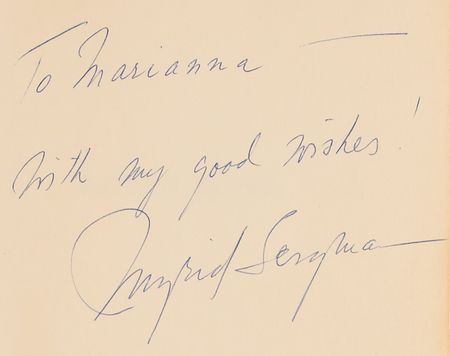 To Marianna —
with my good wishes!
Ingrid Bergman